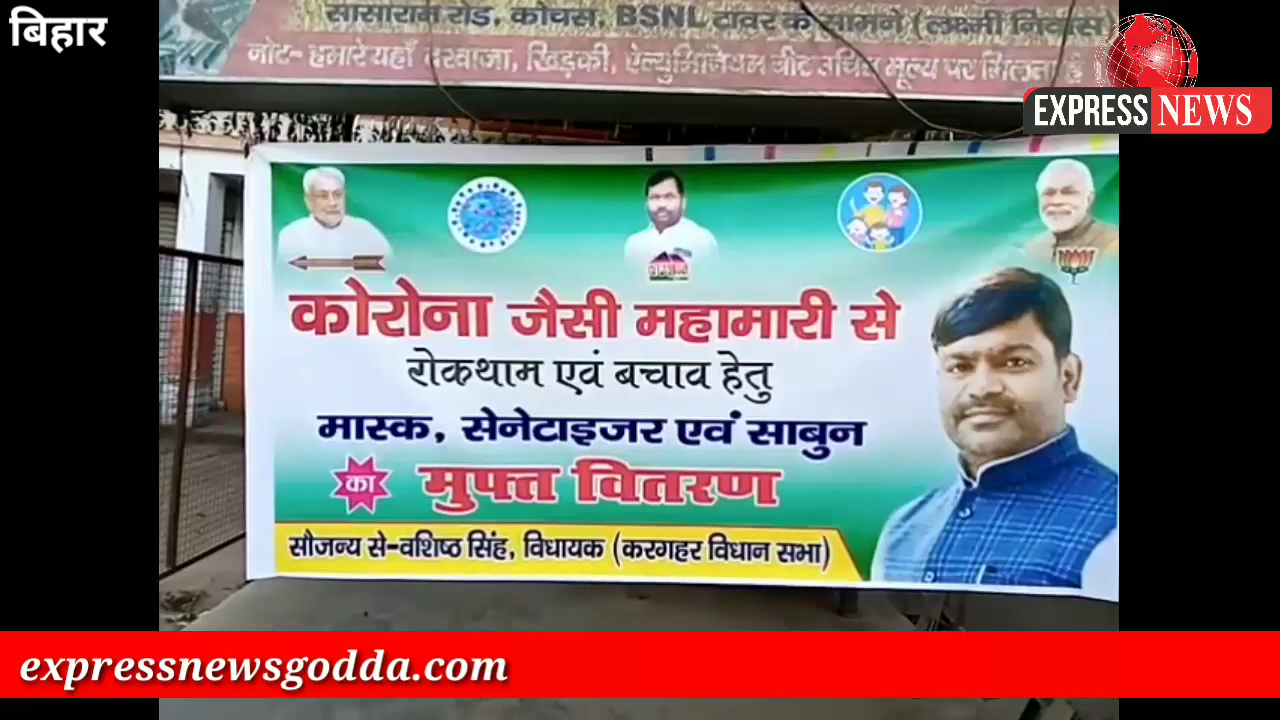 बिहार
सासाराम रोड, कोचस, BSNL टावर के सामने (लक्ष्मी निवास)
नोट- हमारे यहाँ दरवाजा, खिड़की, ऐल्युमिनियम उचित मूल्य पर मिलता है
EXPRESS NEWS
कोरोना जैसी महामारी से
रोकथाम एवं बचाव हेतु
मास्क, सेनेटाइजर एवं साबुन
का मुफ्त वितरण
सौजन्य से-वशिष्ठ सिंह, विधायक (करगहर विधान सभा)
expressnewsgodda.com